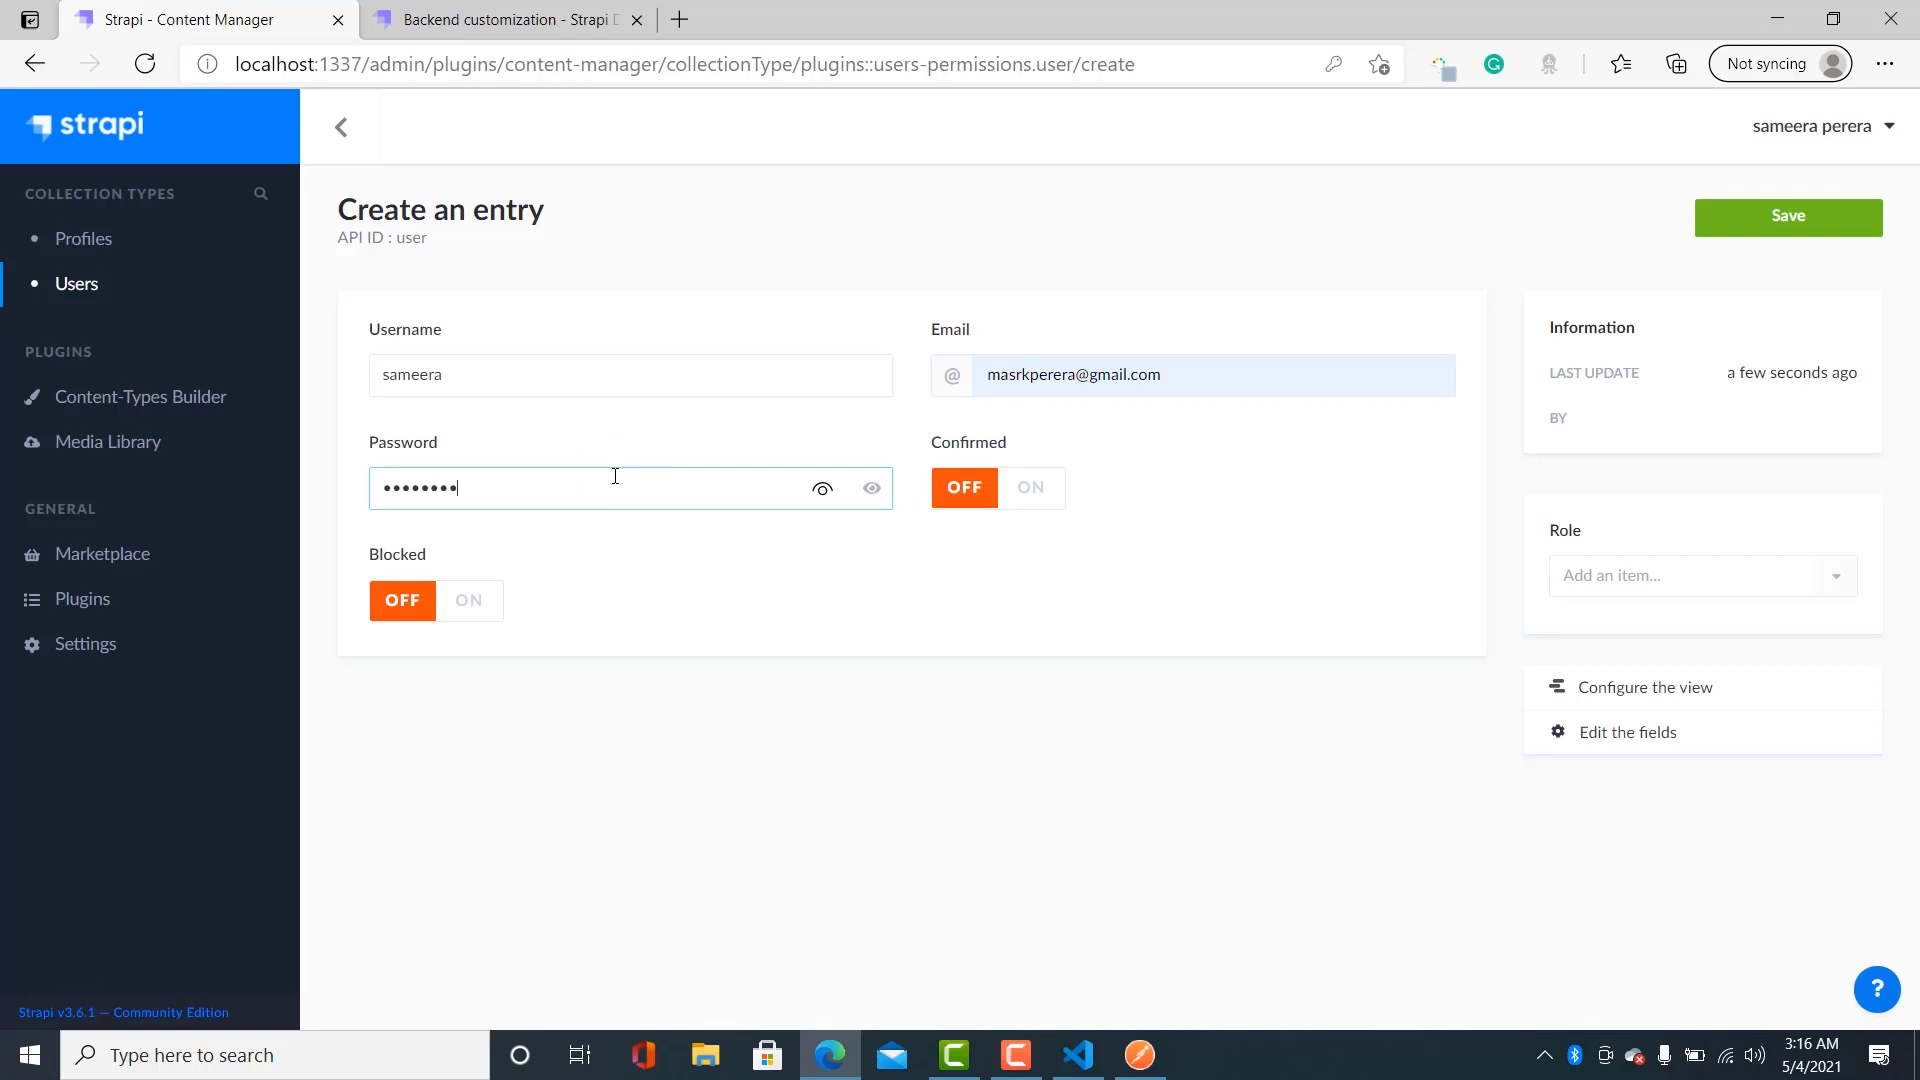 Strapi - Content Manager
Backend customization - Strapi D
localhost:1337/admin/plugins/content-manager/collectionType/plugins::users-permissions.user/create
Not syncing
strapi
sameera perera
COLLECTION TYPES
Profiles
Users
PLUGINS
Content-Types Builder
Media Library
GENERAL
Marketplace
Plugins
Settings
Strapi v3.6.1 — Community Edition
Create an entry
API ID : user
Save
Username
sameera
Email
@ masrkperera@gmail.com
Password
••••••••
Confirmed
OFF ON
Blocked
OFF ON
Information
LAST UPDATE a few seconds ago
BY
Role
Add an item...
Configure the view
Edit the fields
?
Type here to search
3:16 AM
5/4/2021